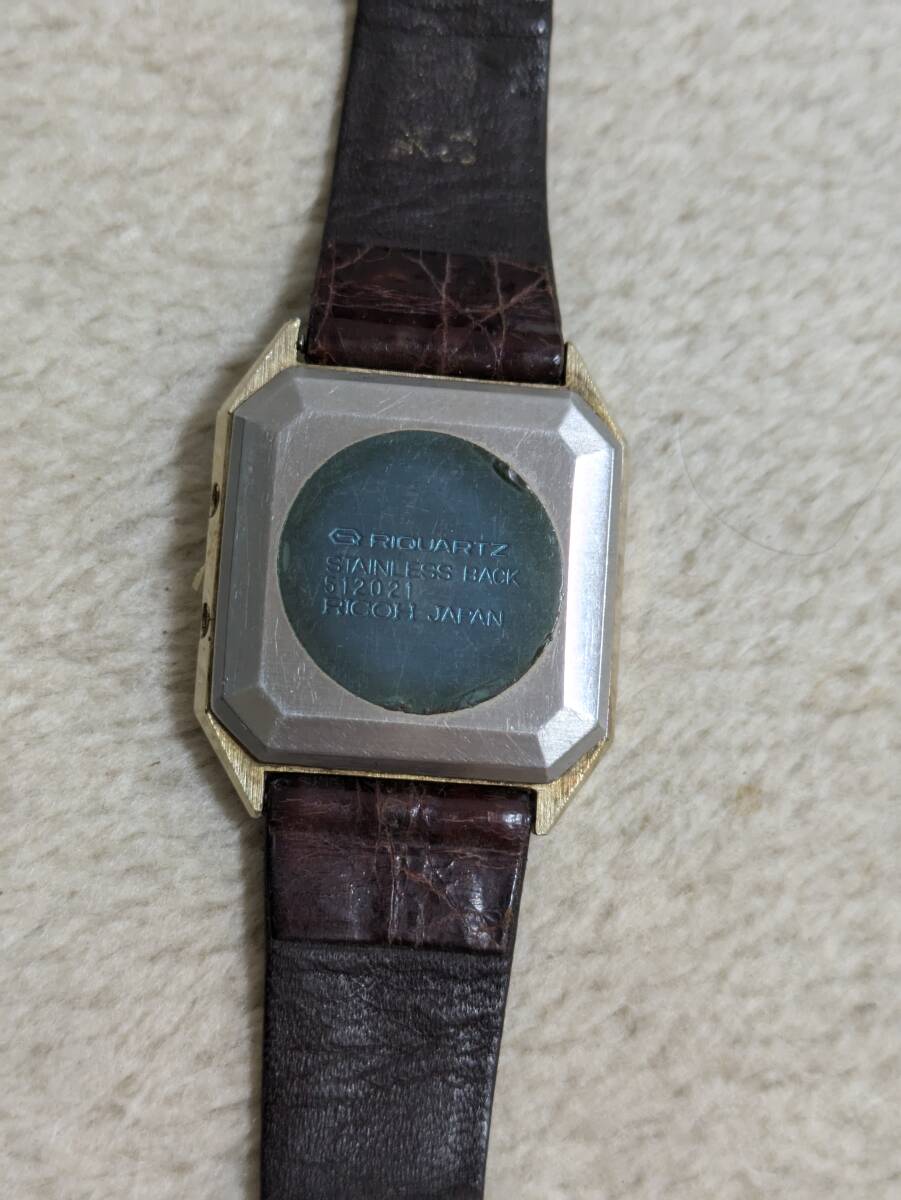 RIQUARTZ
STAINLESS BACK
512021
RICOH JAPAN